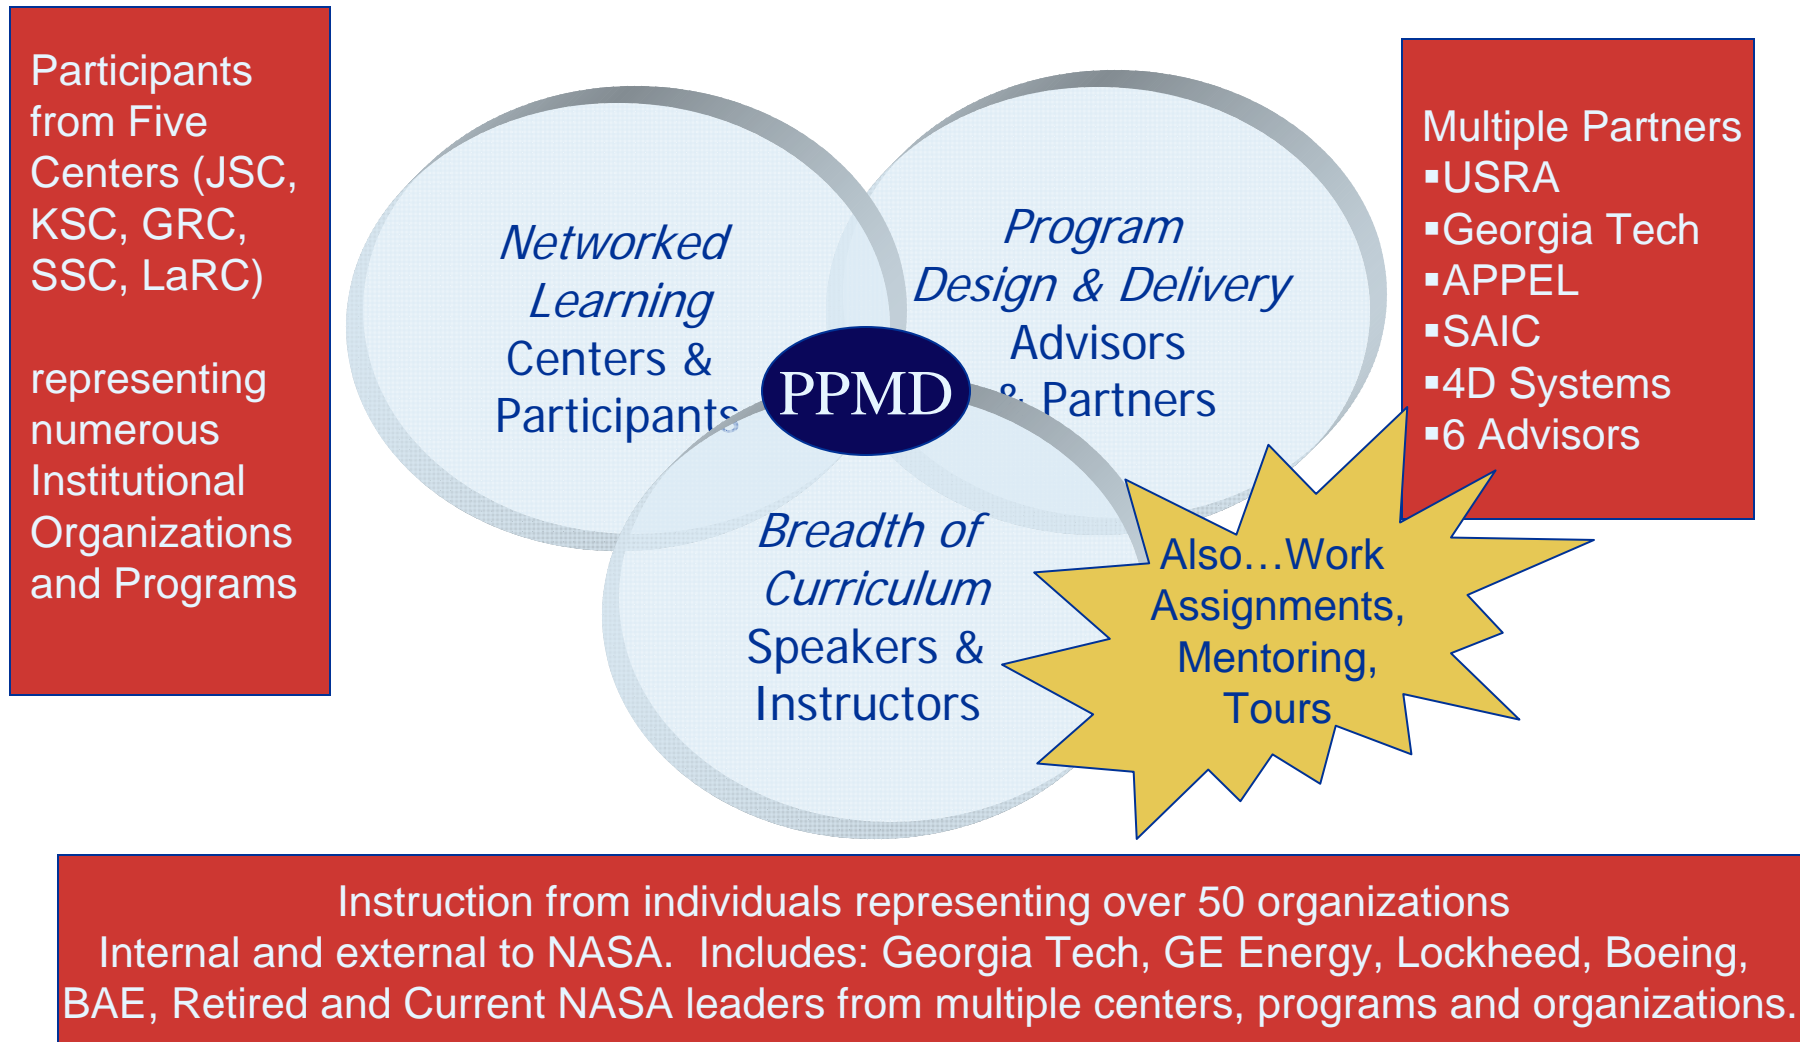 Participants
from Five
Centers (JSC,
KSC, GRC,
SSC, LaRC)
representing
numerous
Institutional
Organizations
and Programs
Networked
Learning
Centers &
Participants
Program
Design & Delivery
Advisors
& Partners
PPMD
Breadth of
Curriculum
Speakers &
Instructors
Multiple Partners
▪USRA
▪Georgia Tech
▪APPEL
▪SAIC
▪4D Systems
▪6 Advisors
Also…Work
Assignments,
Mentoring,
Tours
Instruction from individuals representing over 50 organizations
Internal and external to NASA.  Includes: Georgia Tech, GE Energy, Lockheed, Boeing,
BAE, Retired and Current NASA leaders from multiple centers, programs and organizations.